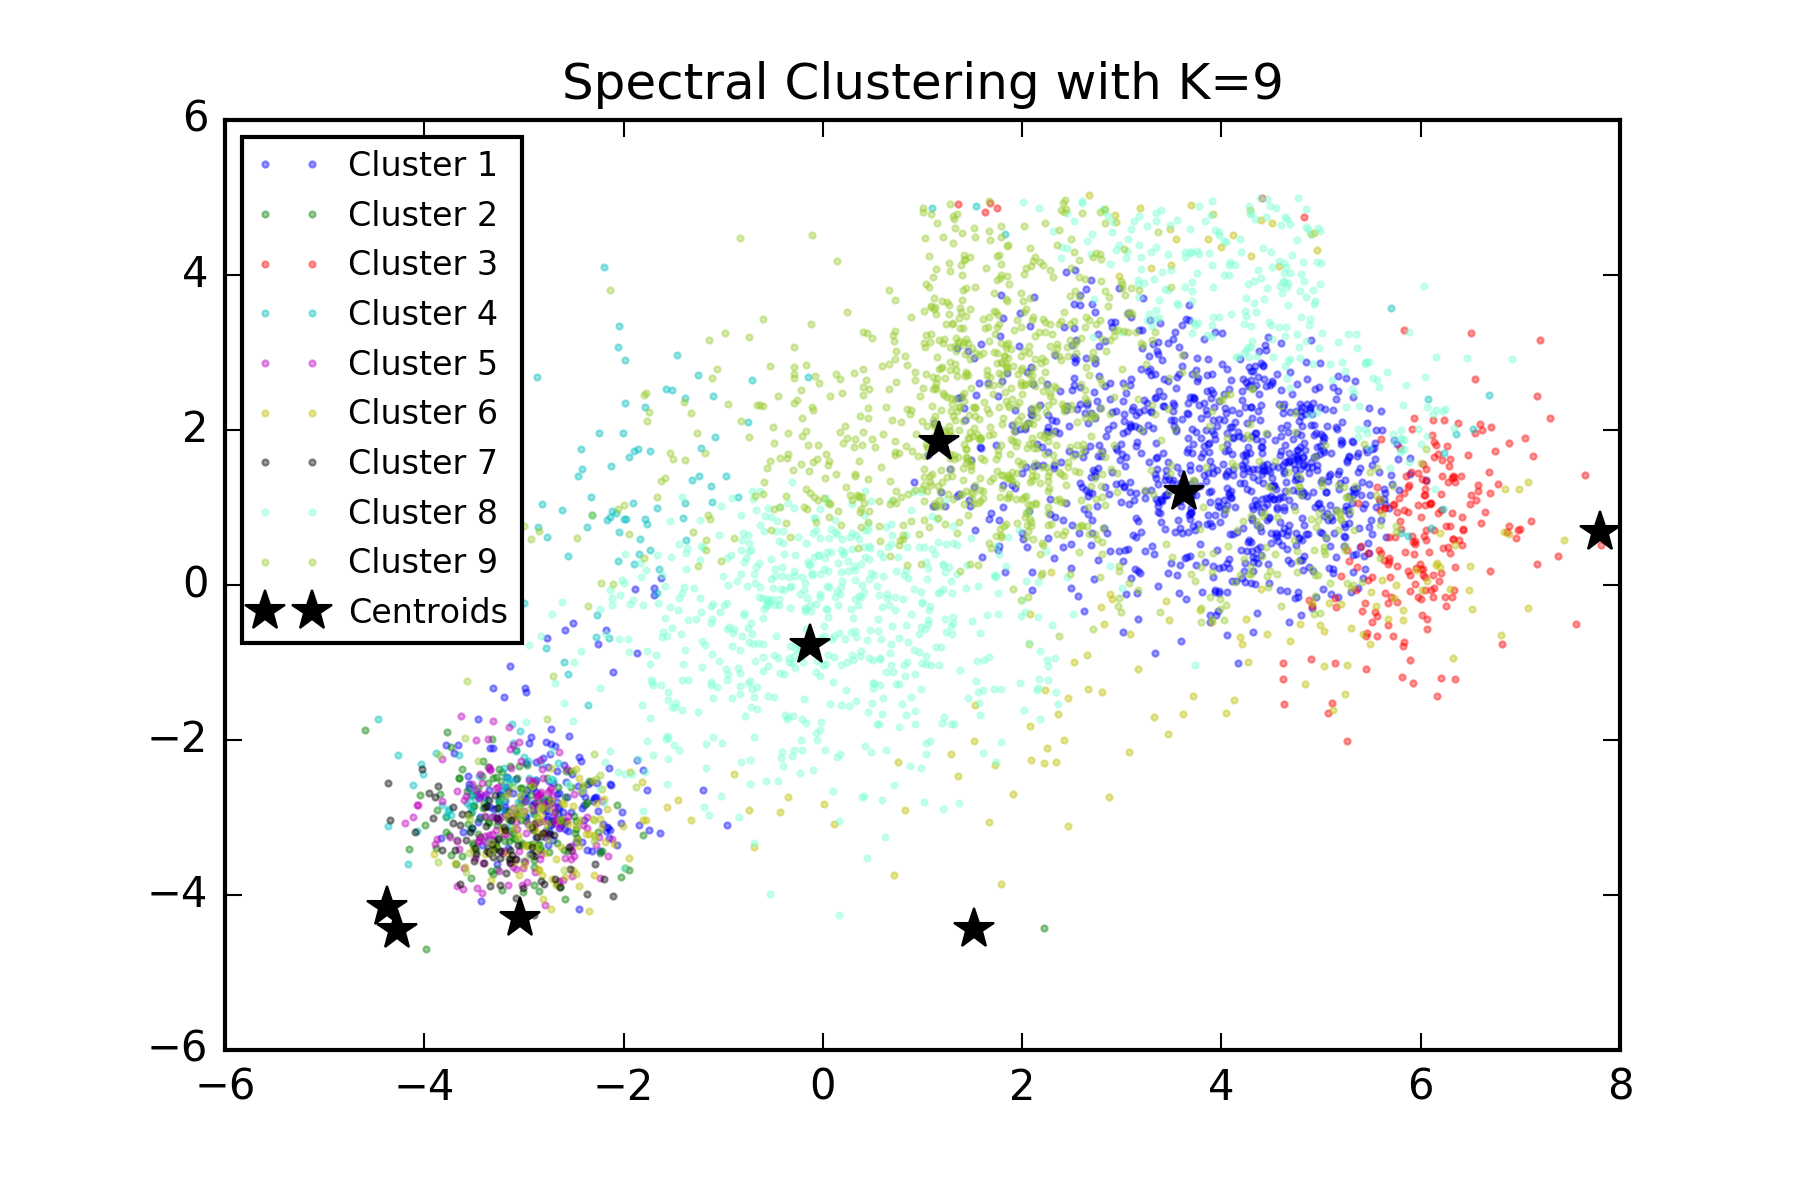 Spectral Clustering with K=9
6
4
2
0
−2
−4
−6
Cluster 1
Cluster 2
Cluster 3
Cluster 4
Cluster 5
Cluster 6
Cluster 7
Cluster 8
Cluster 9
Centroids
−6 −4 −2 0 2 4 6 8